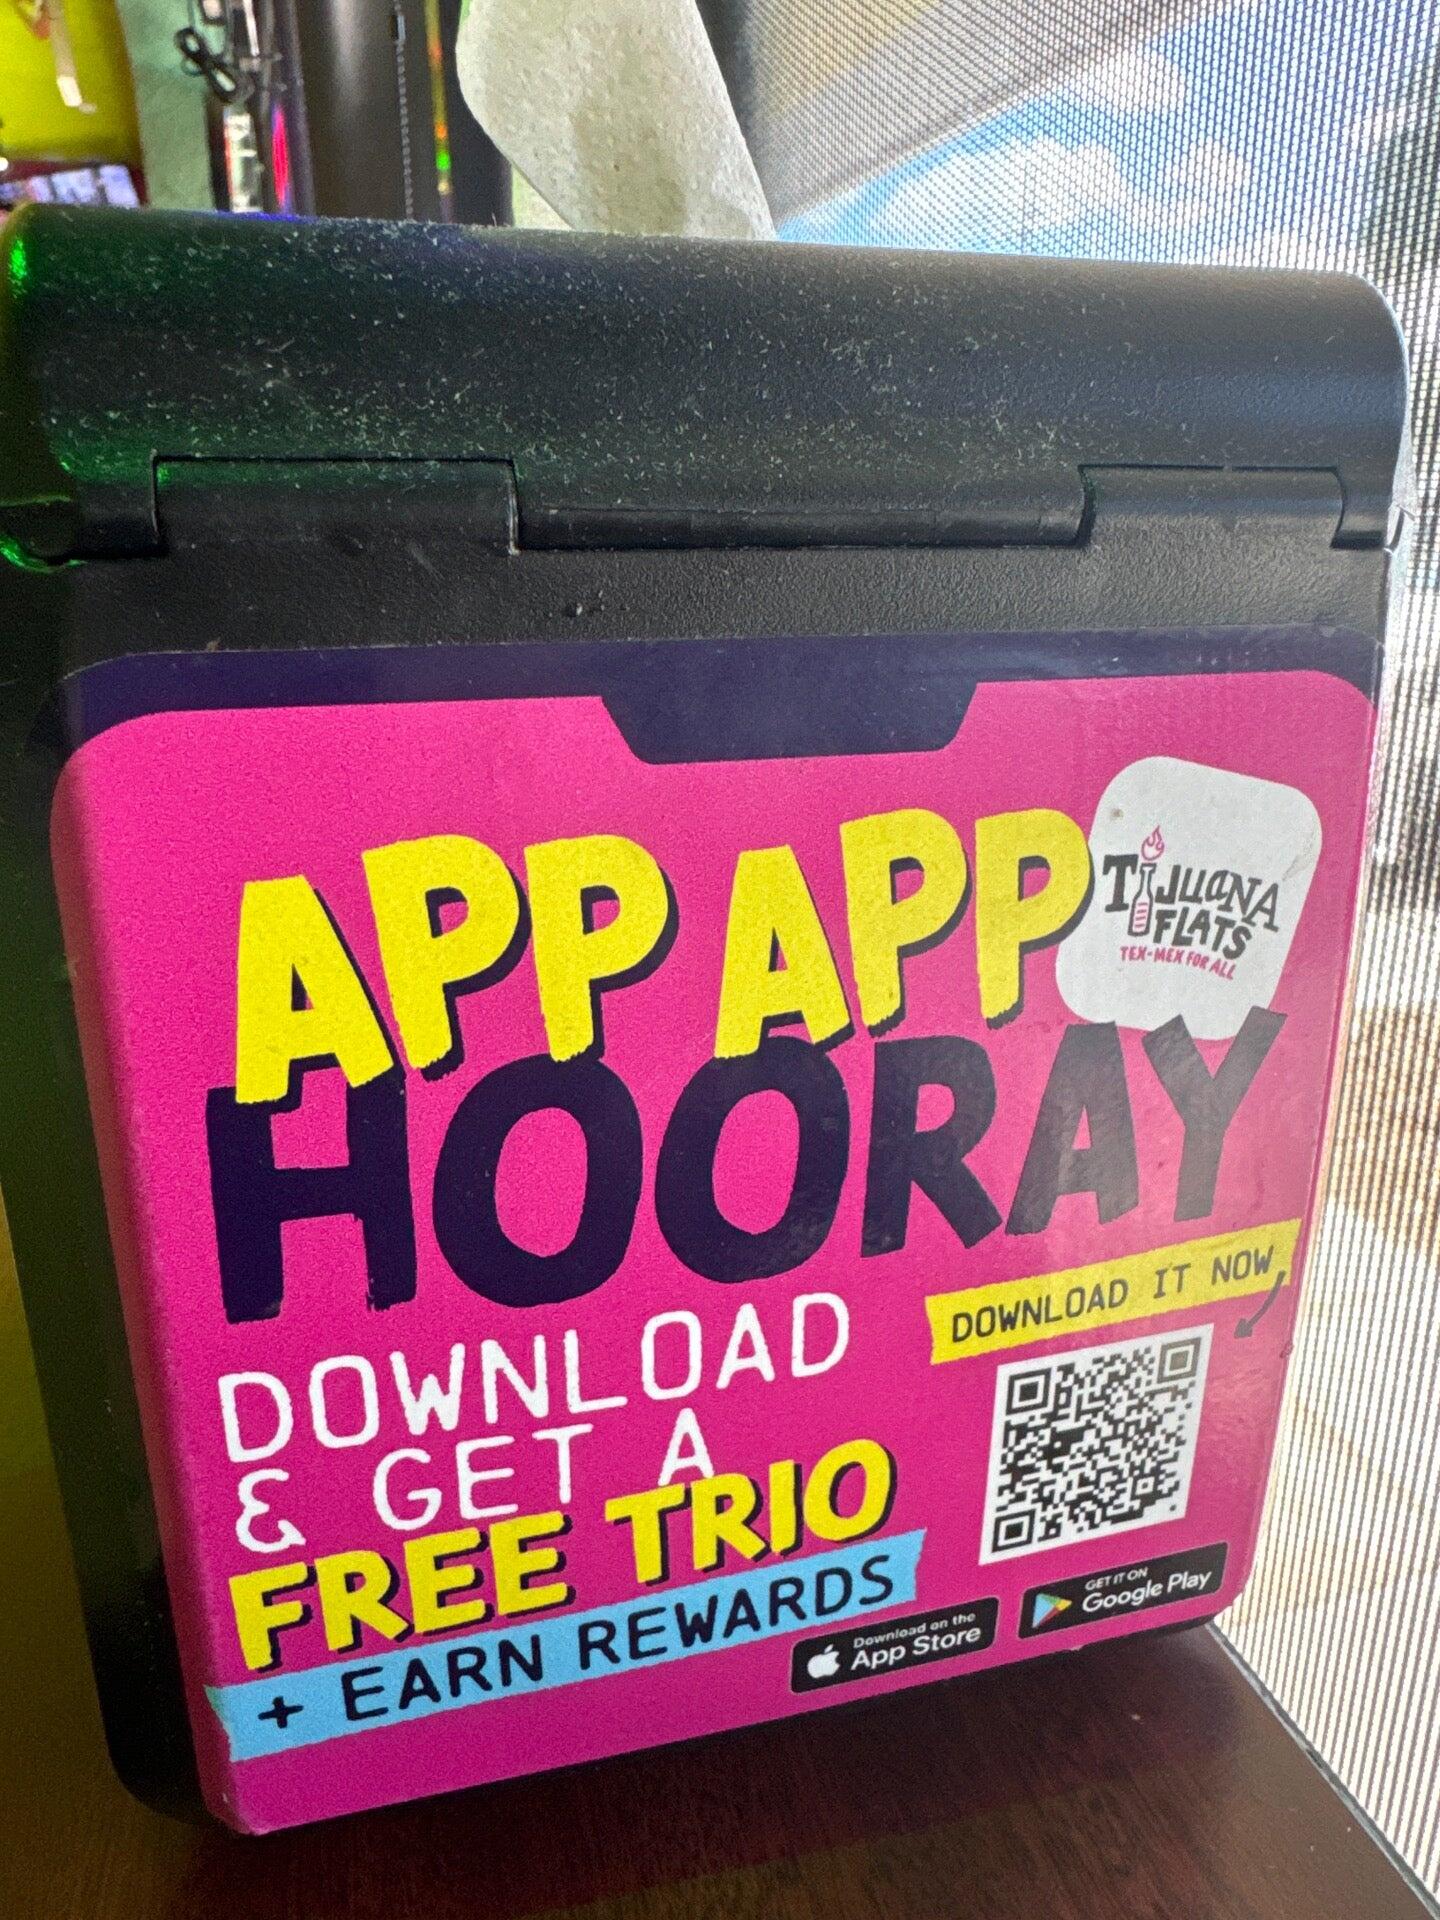 APP APP
HOORAY
TIJUANA
FLATS
TEX-MEX FOR ALL
DOWNLOAD
& GET A
FREE TRIO
+ EARN REWARDS
DOWNLOAD IT NOW
Download on the
App Store
GET IT ON
Google Play